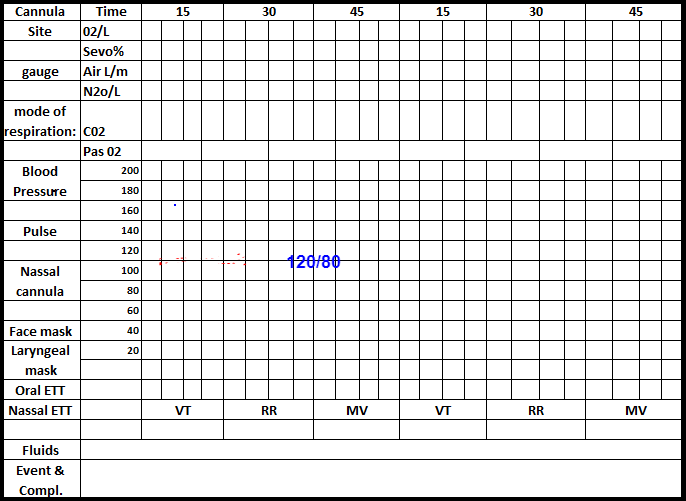 Cannula Time 15 30 45 15 30 45
Site 02/L
Sevo%
gauge Air L/m
N2o/L
mode of
respiration: C02
Pas 02
Blood 200
Pressure 180
160
Pulse 140
120
120/80
Nassal 100
cannula 80
60
Face mask 40
Laryngeal 20
mask
Oral ETT
Nassal ETT VT RR MV VT RR MV
Fluids
Event &
Compl.